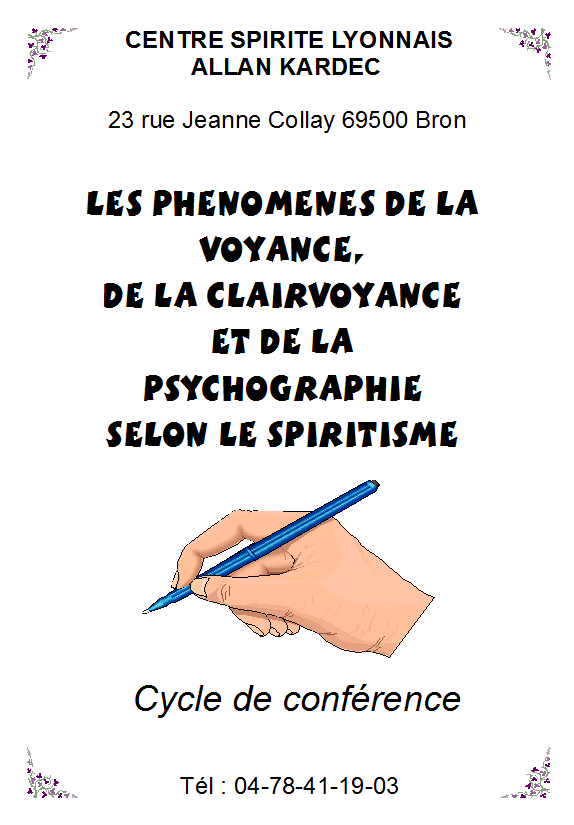 CENTRE SPIRITE LYONNAIS
ALLAN KARDEC
23 rue Jeanne Collay 69500 Bron
LES PHENOMENES DE LA
VOYANCE,
DE LA CLAIRVOYANCE
ET DE LA
PSYCHOGRAPHIE
SELON LE SPIRITISME
Cycle de conférence
Tél : 04-78-41-19-03